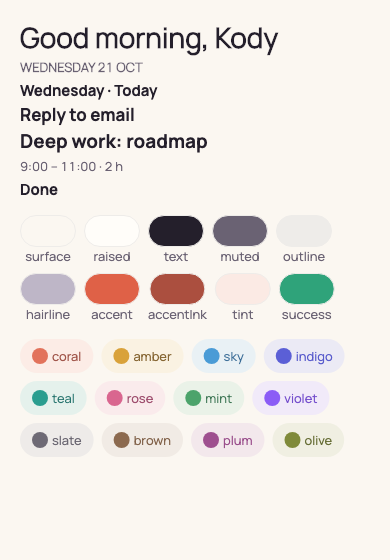 Good morning, Kody
WEDNESDAY 21 OCT
Wednesday · Today
Reply to email
Deep work: roadmap
9:00 – 11:00 · 2 h
Done
surface raised text muted outline
hairline accent accentInk tint success
coral amber sky indigo
teal rose mint violet
slate brown plum olive